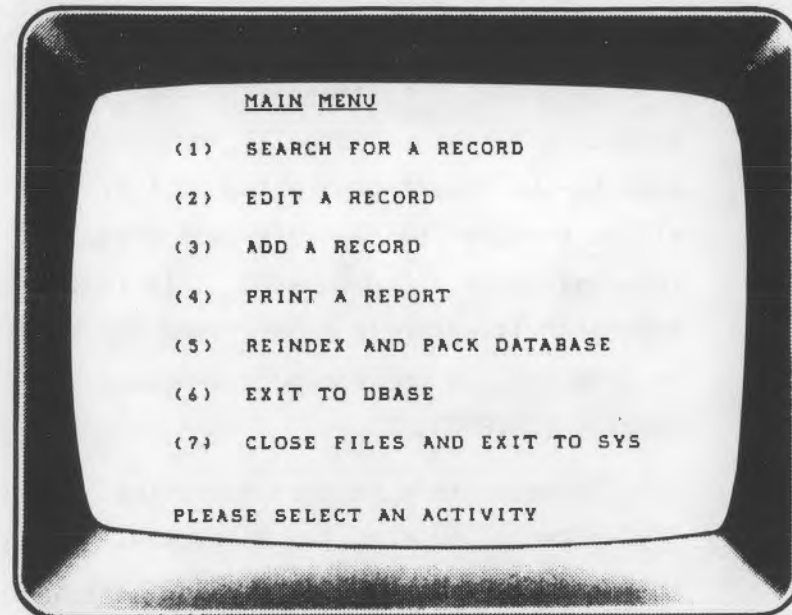 MAIN MENU
(1) SEARCH FOR A RECORD
(2) EDIT A RECORD
(3) ADD A RECORD
(4) PRINT A REPORT
(5) REINDEX AND PACK DATABASE
(6) EXIT TO DBASE
(7) CLOSE FILES AND EXIT TO SYS
PLEASE SELECT AN ACTIVITY